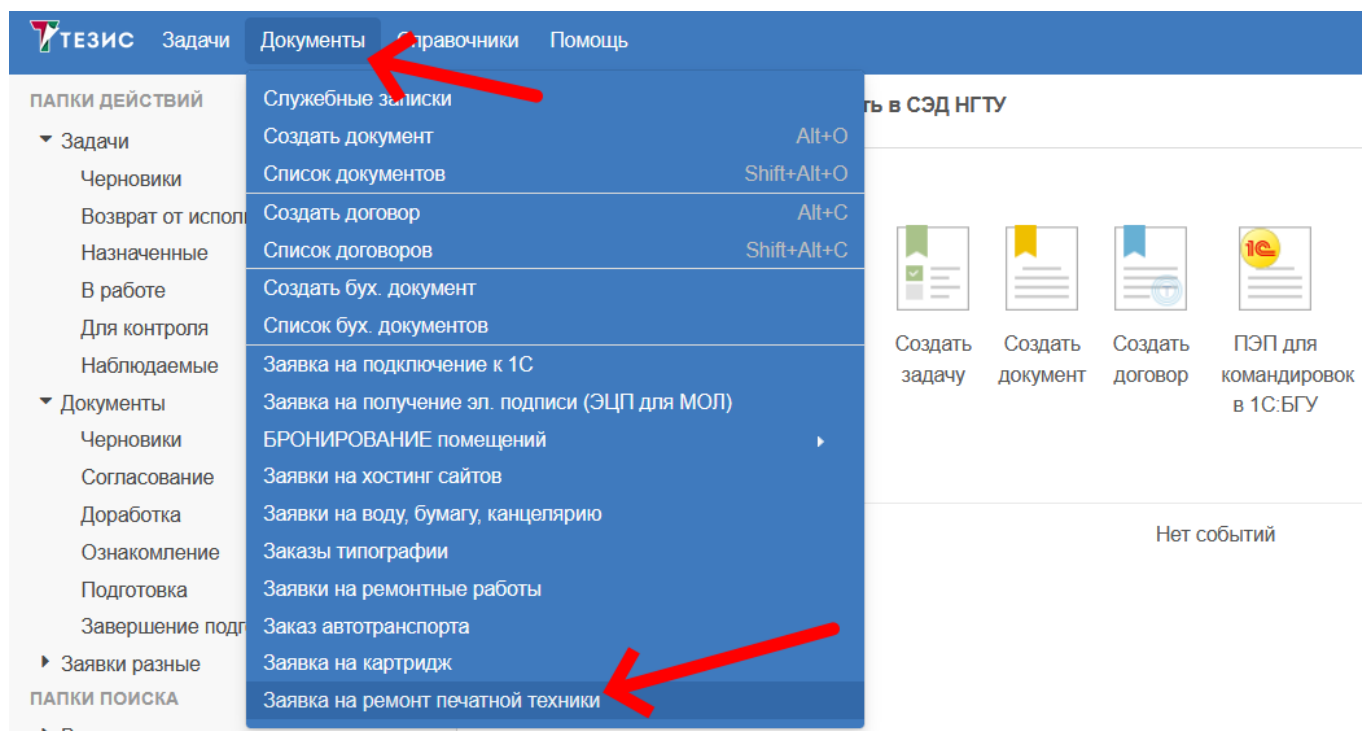 ТЕЗИС Задачи Документы Справочники Помощь
ПАПКИ ДЕЙСТВИЙ
Задачи
Черновики
Возврат от
Назначенные
В работе
Для контроля
Наблюдаемые
Документы
Черновики
Согласование
Доработка
Ознакомление
Подготовка
Завершение
Заявки разные
ПАПКИ ПОИСКА
Служебные записки
Создать документ Alt+O
Список документов Shift+Alt+O
Создать договор Alt+C
Список договоров Shift+Alt+C
Создать бух. документ
Список бух. документов
Заявка на подключение к 1С
Заявка на получение эл. подписи (ЭЦП для МОЛ)
БРОНИРОВАНИЕ помещений
Заявки на хостинг сайтов
Заявки на воду, бумагу, канцелярию
Заказы типографии
Заявки на ремонтные работы
Заказ автотранспорта
Заявка на картридж
Заявка на ремонт печатной техники
в СЭД НГТУ
Создать
задачу
Создать
документ
Создать
договор
1С
ПЭП для
командировок
в 1С:БГУ
Нет событий